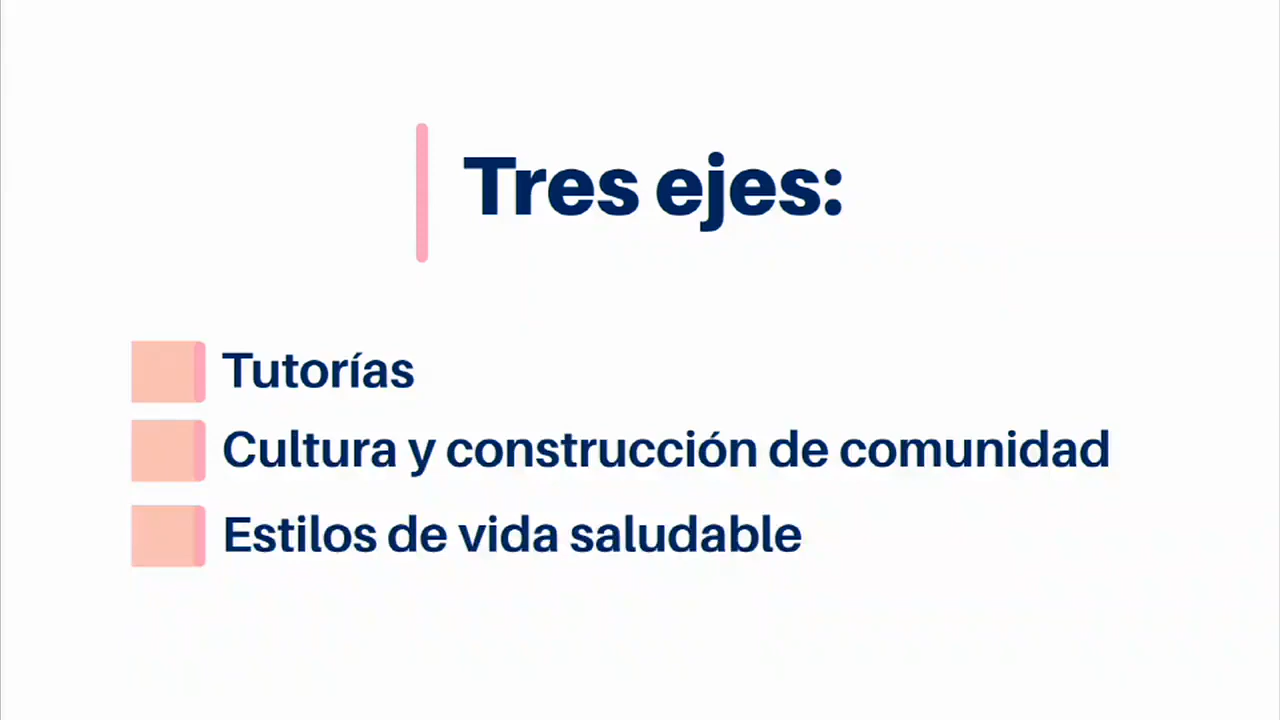 Tres ejes:
Tutorías
Cultura y construcción de comunidad
Estilos de vida saludable